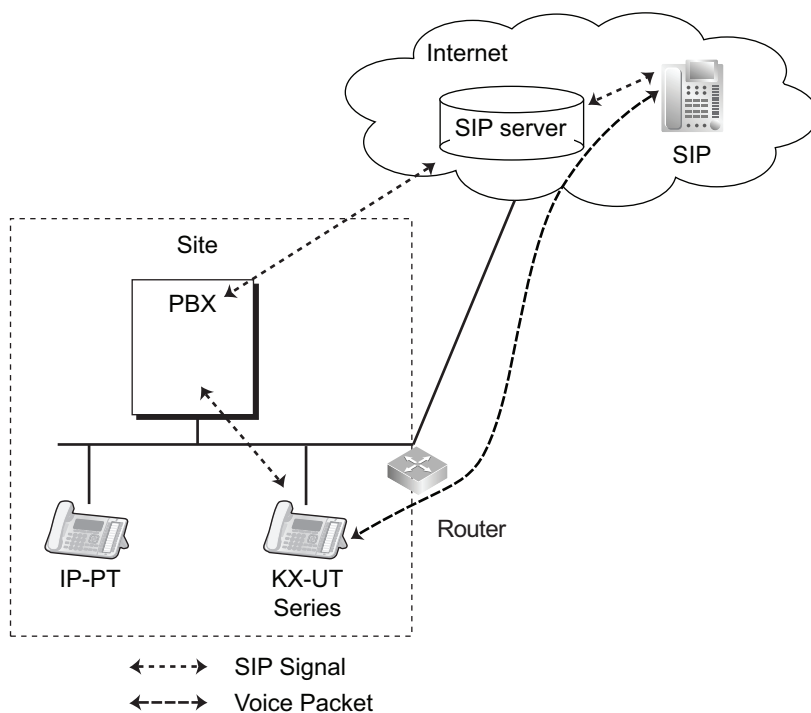 Internet
SIP server
SIP
Site
PBX
Router
IP-PT
KX-UT
Series
SIP Signal
Voice Packet